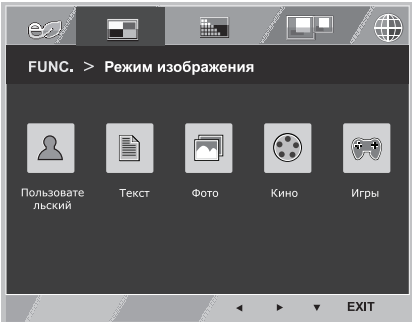 FUNC. > Режим изображения
Пользовате
льский
Текст
Фото
Кино
Игры
EXIT